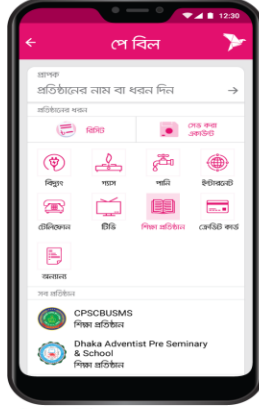 12:30
পে বিল
প্রাপক
প্রতিষ্ঠানের নাম বা ধরন দিন
প্রতিষ্ঠানের ধরন
রিসিট
সেভ করা
একাউন্ট
বিদ্যুৎ গ্যাস পানি ইন্টারনেট
টেলিফোন টিভি শিক্ষা প্রতিষ্ঠান ক্রেডিট কার্ড
অন্যান্য
সব প্রতিষ্ঠান
CPSCBUSMS
শিক্ষা প্রতিষ্ঠান
Dhaka Adventist Pre Seminary
& School
শিক্ষা প্রতিষ্ঠান